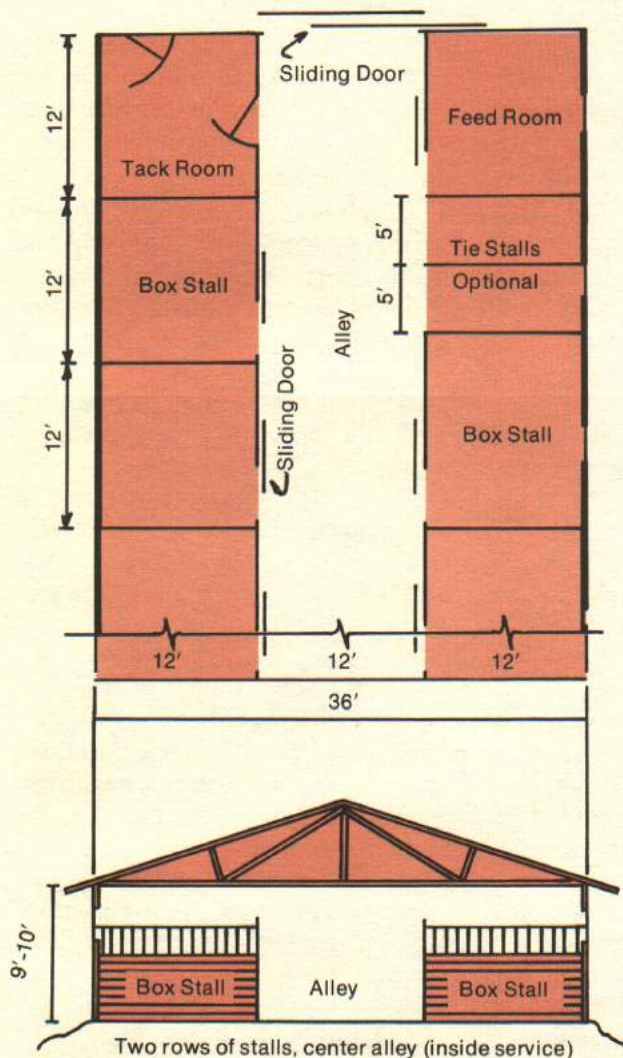 Sliding Door
12'
Tack Room
Feed Room
12'
Box Stall
5'
Tie Stalls
5'
Optional
Alley
12'
Sliding Door
Box Stall
12'
12'
12'
36'
9'-10'
Box Stall
Alley
Box Stall
Two rows of stalls, center alley (inside service)